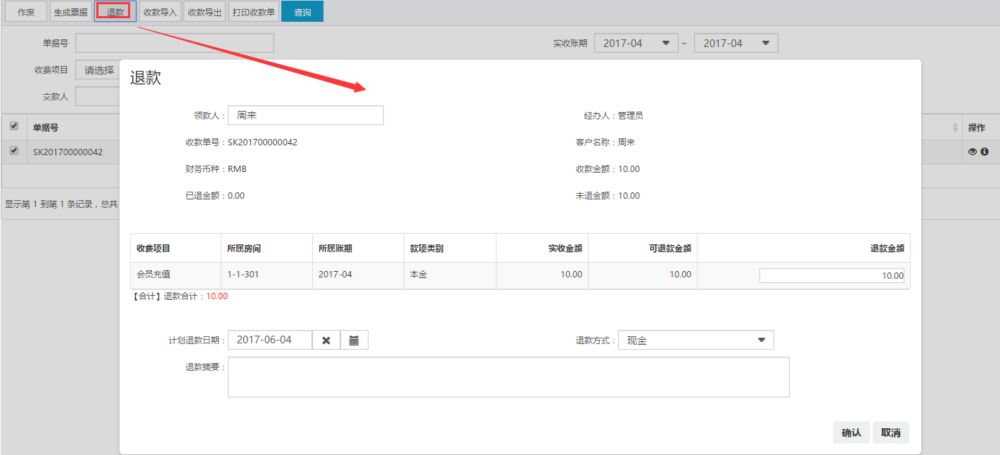 作废 生成票据 退款 收款导入 收款导出 打印收款单 查询
单据号 实收账期 2017-04 ~ 2017-04
收费项目 请选择
交款人
单据号 操作
SK201700000042
显示第 1 到第 1 条记录，总共
退款
领款人： 周来 经办人：管理员
收款单号：SK201700000042 客户名称：周来
财务币种：RMB 收款金额：10.00
已退金额：0.00 未退金额：10.00
收费项目 所属房间 所属账期 款项类别 实收金额 可退款金额 退款金额
会员充值 1-1-301 2017-04 本金 10.00 10.00 10.00
【合计】退款合计：10.00
计划退款日期： 2017-06-04 退款方式： 现金
退款摘要：
确认 取消